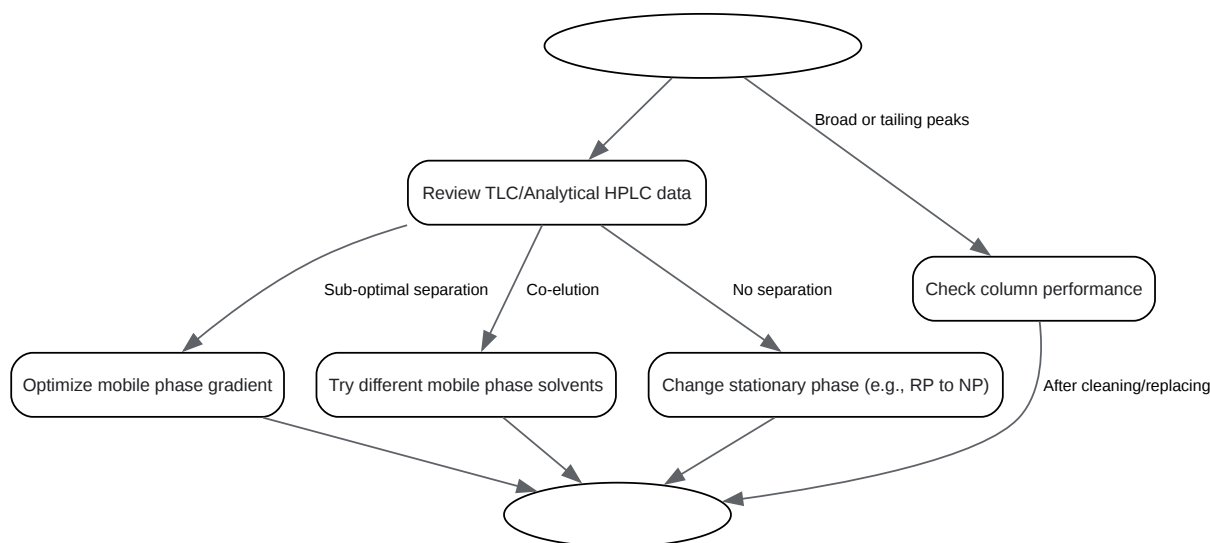 Broad or tailing peaks
Review TLC/Analytical HPLC data
Sub-optimal separation
Co-elution
No separation
Check column performance
Optimize mobile phase gradient
Try different mobile phase solvents
Change stationary phase (e.g., RP to NP)
After cleaning/replacing